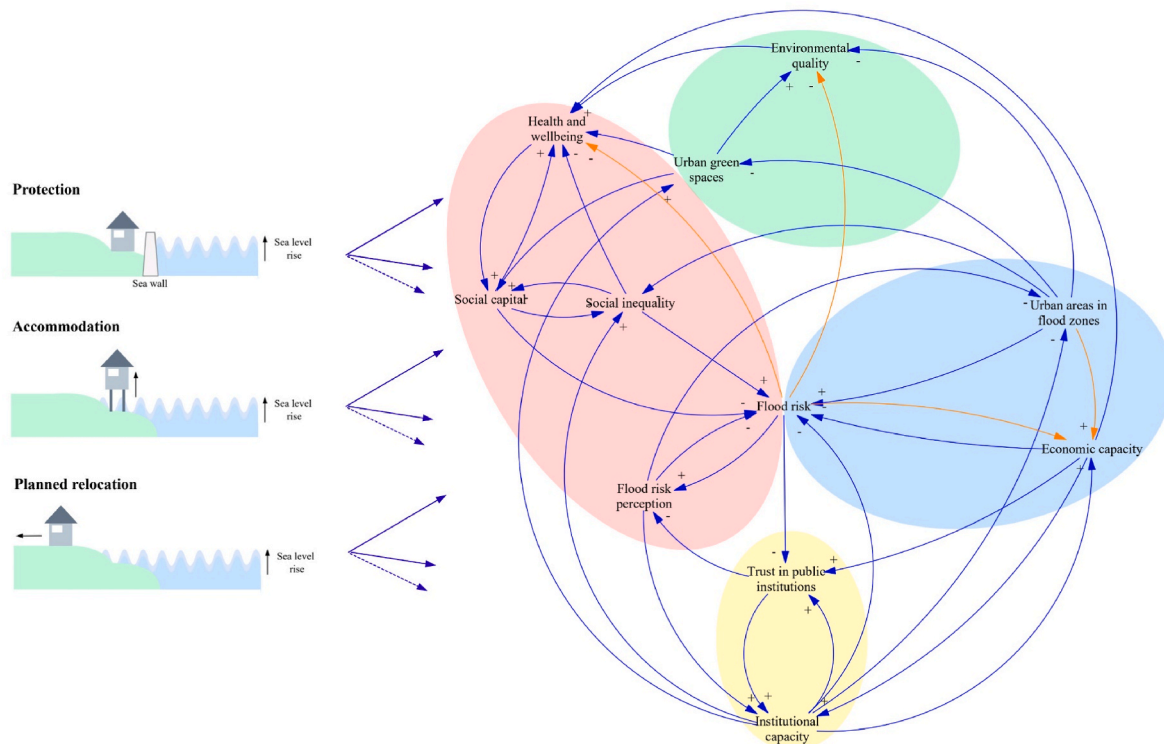 Protection
Sea level
rise
Sea wall
Accommodation
Sea level
rise
Planned relocation
Sea level
rise
Environmental
quality
Health and
wellbeing
Urban green
spaces
Social capital
Social inequality
Urban areas in
flood zones
Flood risk
Economic capacity
Flood risk
perception
Trust in public
institutions
Institutional
capacity